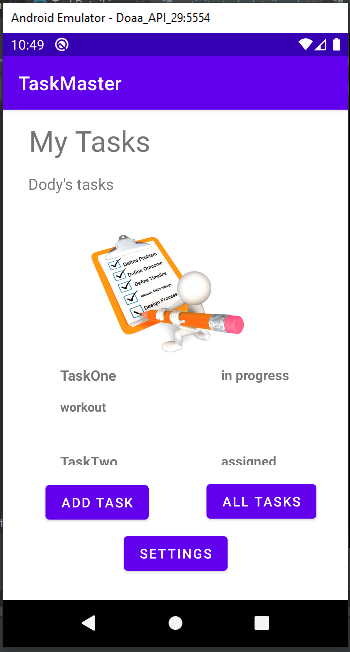 Android Emulator - Doaa_API_29:5554
10:49
TaskMaster
My Tasks
Dody's tasks
Define Problem
Define Outcome
Define Timeline
Design Process
TaskOne in progress
workout
TaskTwo assigned
ADD TASK ALL TASKS
SETTINGS